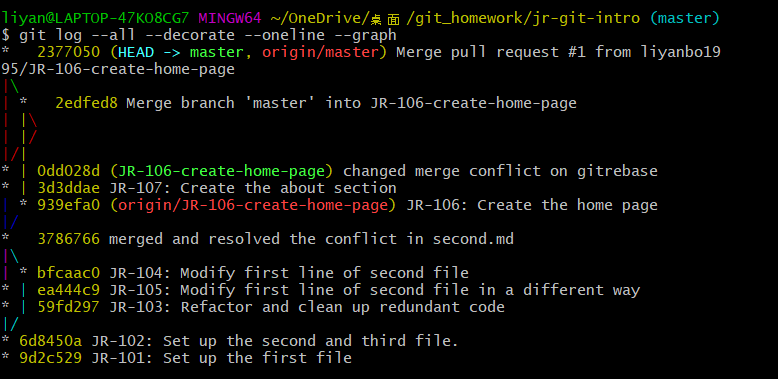 liyan@LAPTOP-47KO8CG7 MINGW64 ~/OneDrive/桌面/git_homework/jr-git-intro (master)
$ git log --all --decorate --oneline --graph
*   2377050 (HEAD -> master, origin/master) Merge pull request #1 from liyanbo19
95/JR-106-create-home-page
|\
| *   2edfed8 Merge branch 'master' into JR-106-create-home-page
| |\
| |/
|/|
* | 0dd028d (JR-106-create-home-page) changed merge conflict on gitrebase
* | 3d3ddae JR-107: Create the about section
| * 939efa0 (origin/JR-106-create-home-page) JR-106: Create the home page
|/
*   3786766 merged and resolved the conflict in second.md
|\
| * bfcaac0 JR-104: Modify first line of second file
* | ea444c9 JR-105: Modify first line of second file in a different way
* | 59fd297 JR-103: Refactor and clean up redundant code
|/
* 6d8450a JR-102: Set up the second and third file.
* 9d2c529 JR-101: Set up the first file